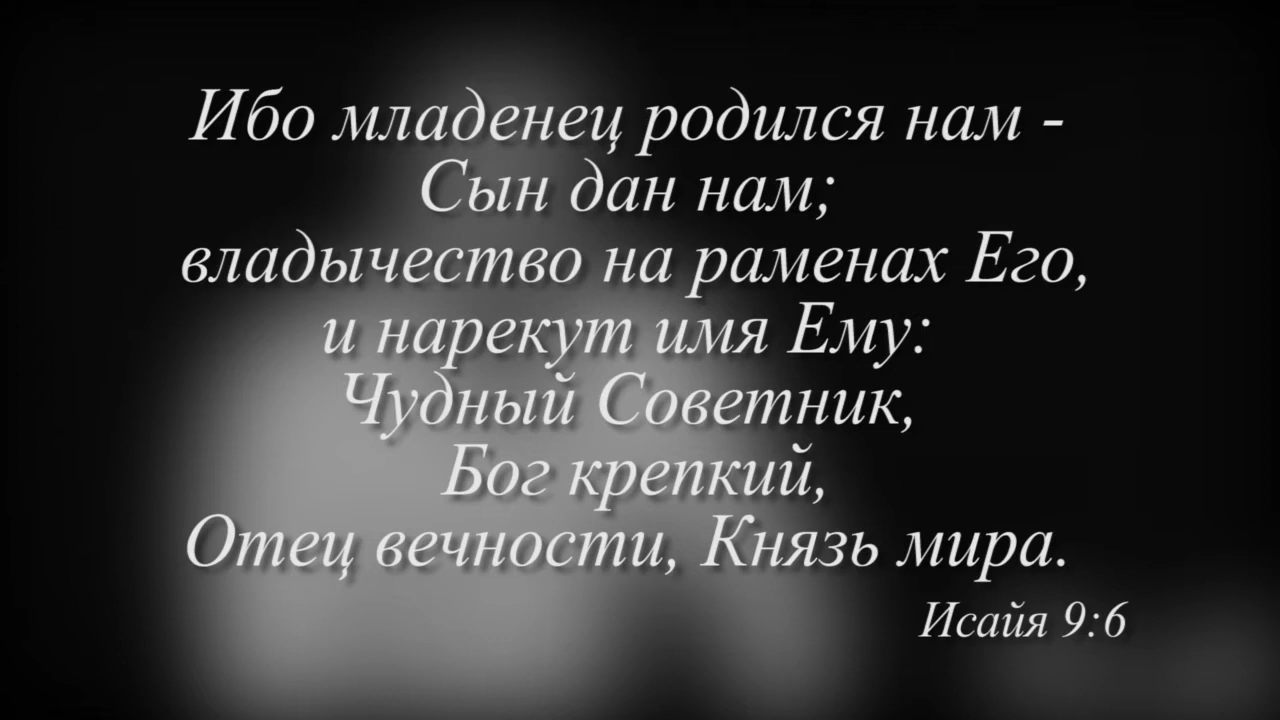 Ибо младенец родился нам -
Сын дан нам;
владычество на раменах Его,
и нарекут имя Ему:
Чудный Советник,
Бог крепкий,
Отец вечности, Князь мира.
Исайя 9:6